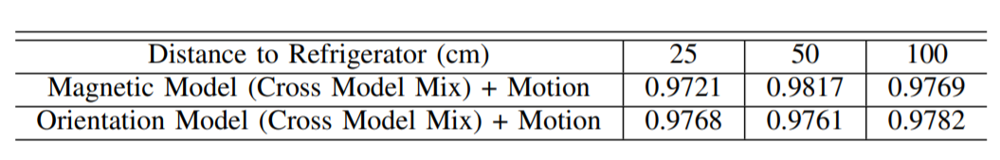 Distance to Refrigerator (cm) 25 50 100
Magnetic Model (Cross Model Mix) + Motion 0.9721 0.9817 0.9769
Orientation Model (Cross Model Mix) + Motion 0.9768 0.9761 0.9782